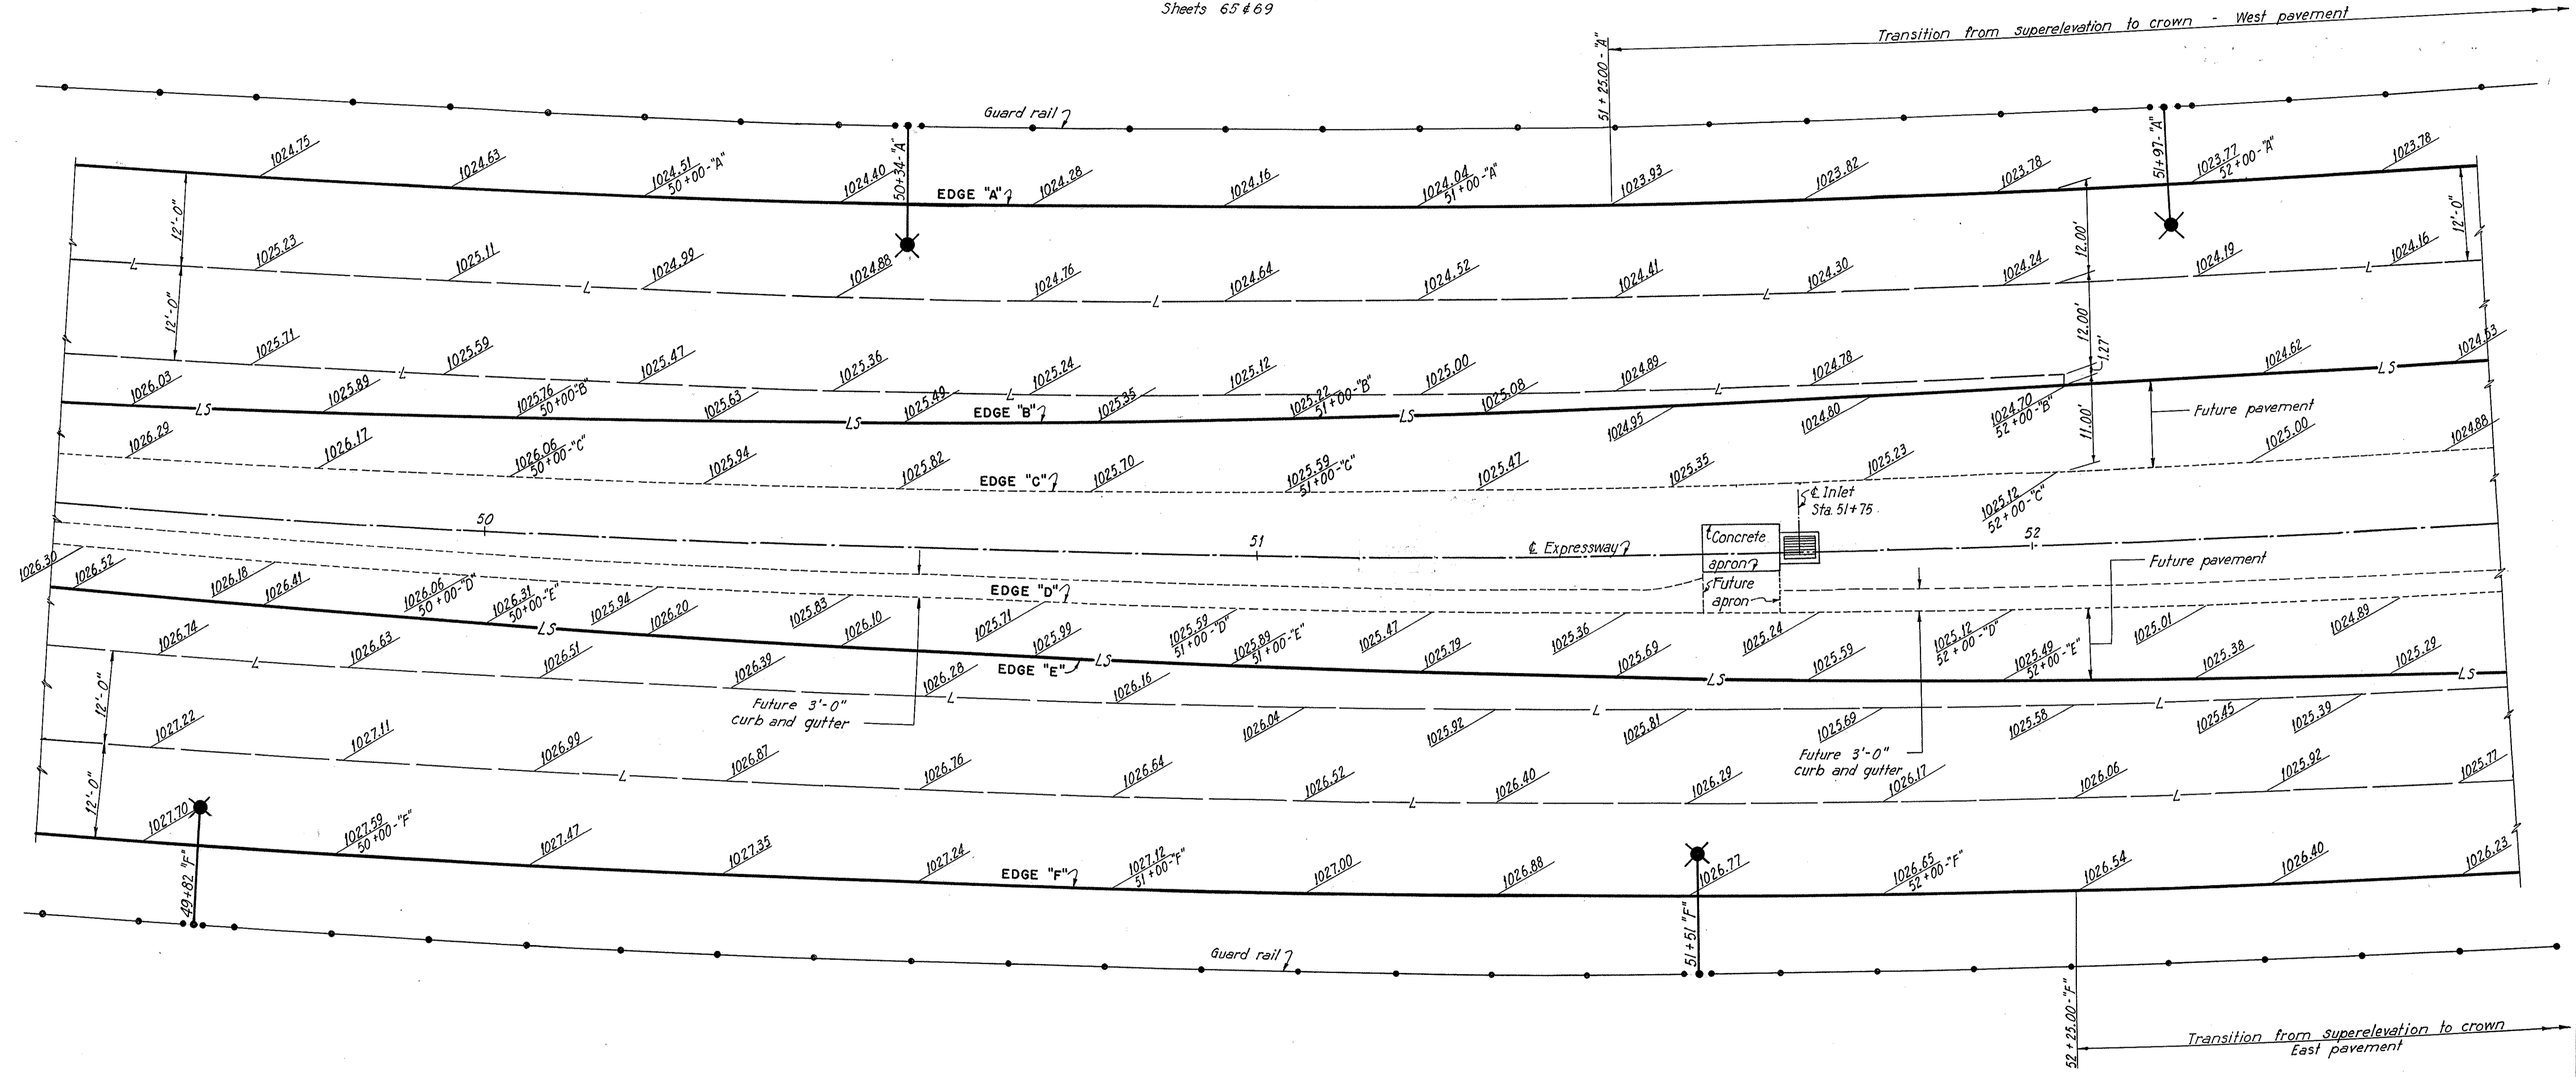 Sheets 65 & 69
Transition from superelevation to crown - West pavement
51 + 25.00 - "A"
Guard rail
1024.75
1024.63
1024.51
50+00-"A"
1024.40
50+34-"A"
EDGE "A"
1024.28
1024.16
1024.04
51+00-"A"
1023.93
1023.82
1023.78
51+97-"A"
1023.77
52+00-"A"
1023.78
12'-0"
12'-0"
12.00'
12'-0"
L
1025.23
1025.11
L
1024.99
1024.88
1024.76
L
1024.64
1024.52
1024.41
L
1024.30
1024.24
1024.19
L
1024.16
12.00'
1.27'
1025.71
L
1025.59
1025.47
1025.36
L
1025.24
1025.12
1025.00
1024.89
L
1024.78
1024.62
1024.53
1026.03
LS
1025.89
1025.76
50+00-"B"
1025.63
LS
1025.49
EDGE "B"
1025.35
1025.22
51+00-"B"
LS
1025.08
1024.95
1024.80
1024.70
52+00-"B"
11.00'
Future pavement
LS
1026.29
1026.17
1026.06
50+00-"C"
1025.94
1025.82
EDGE "C"
1025.70
1025.59
51+00-"C"
1025.47
1025.35
1025.23
1025.12
52+00-"C"
1025.00
1024.88
℄ Inlet
Sta. 51+75
50
51
℄ Expressway
52
Concrete
apron
Future
apron
Future pavement
1026.30
1026.18
1026.06
50+00-"D"
1025.94
1025.83
EDGE "D"
1025.71
1025.59
51+00-"D"
1025.47
1025.36
1025.24
1025.12
52+00-"D"
1025.01
1024.89
1026.52
1026.41
1026.31
50+00-"E"
LS
1026.20
1026.10
1025.99
EDGE "E"
LS
1025.89
51+00-"E"
1025.79
1025.69
LS
1025.59
1025.49
52+00-"E"
1025.38
1025.29
LS
1026.74
L
1026.63
1026.51
1026.39
1026.28
L
1026.16
1026.04
1025.92
L
1025.81
1025.69
1025.58
L
1025.45
1025.39
12'-0"
12'-0"
Future 3'-0"
curb and gutter
Future 3'-0"
curb and gutter
1027.22
1027.11
1026.99
L
1026.87
1026.76
1026.64
1026.52
L
1026.40
1026.29
1026.17
1026.06
L
1025.92
1025.77
1027.70
49+82 "F"
1027.59
50+00-"F"
1027.47
1027.35
1027.24
EDGE "F"
1027.12
51+00-"F"
1027.00
1026.88
51+51 "F"
1026.77
1026.65
52+00-"F"
1026.54
1026.40
1026.23
Guard rail
52 + 25.00-"F"
Transition from superelevation to crown
East pavement